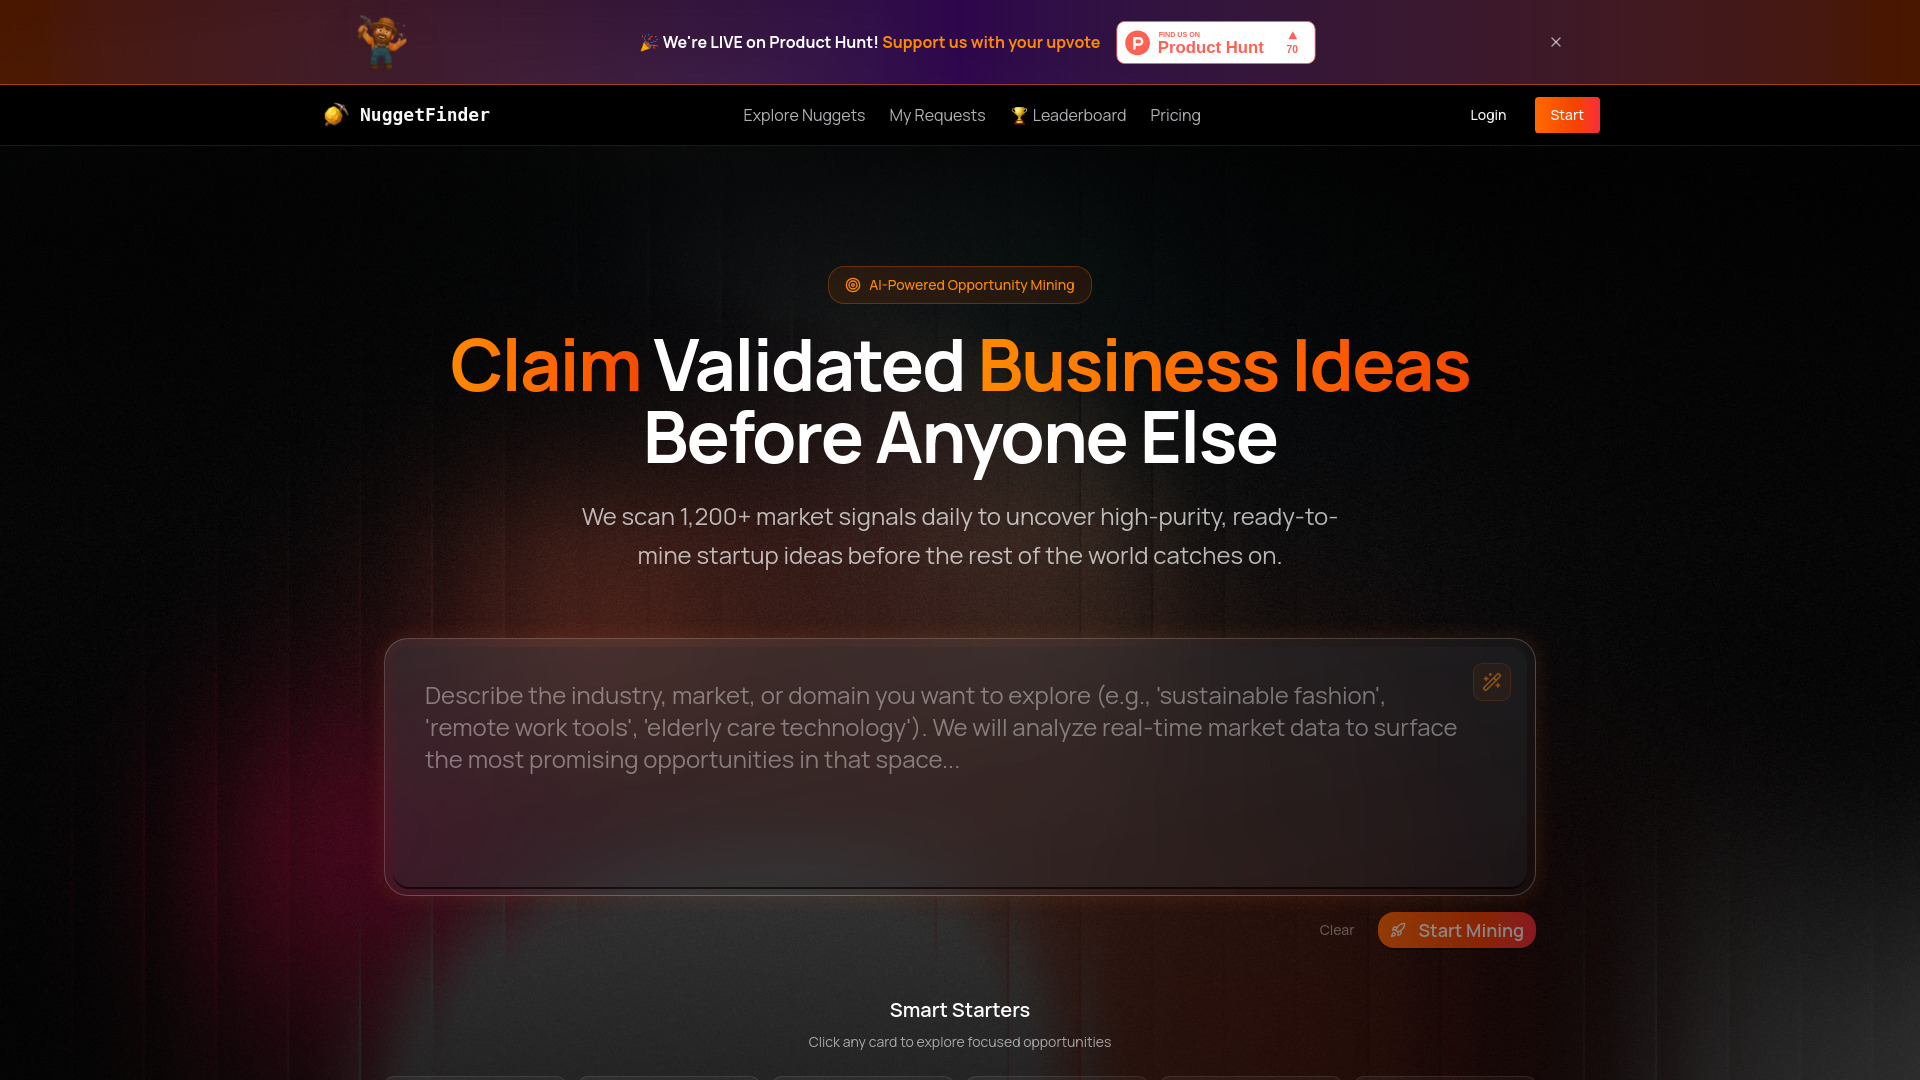 🎉 We're LIVE on Product Hunt! Support us with your upvote
FIND US ON
Product Hunt
70
NuggetFinder
Explore Nuggets
My Requests
🏆 Leaderboard
Pricing
Login
Start
AI-Powered Opportunity Mining
Claim Validated Business Ideas
Before Anyone Else
We scan 1,200+ market signals daily to uncover high-purity, ready-to-
mine startup ideas before the rest of the world catches on.
Describe the industry, market, or domain you want to explore (e.g., 'sustainable fashion',
'remote work tools', 'elderly care technology'). We will analyze real-time market data to surface
the most promising opportunities in that space...
Clear
Start Mining
Smart Starters
Click any card to explore focused opportunities